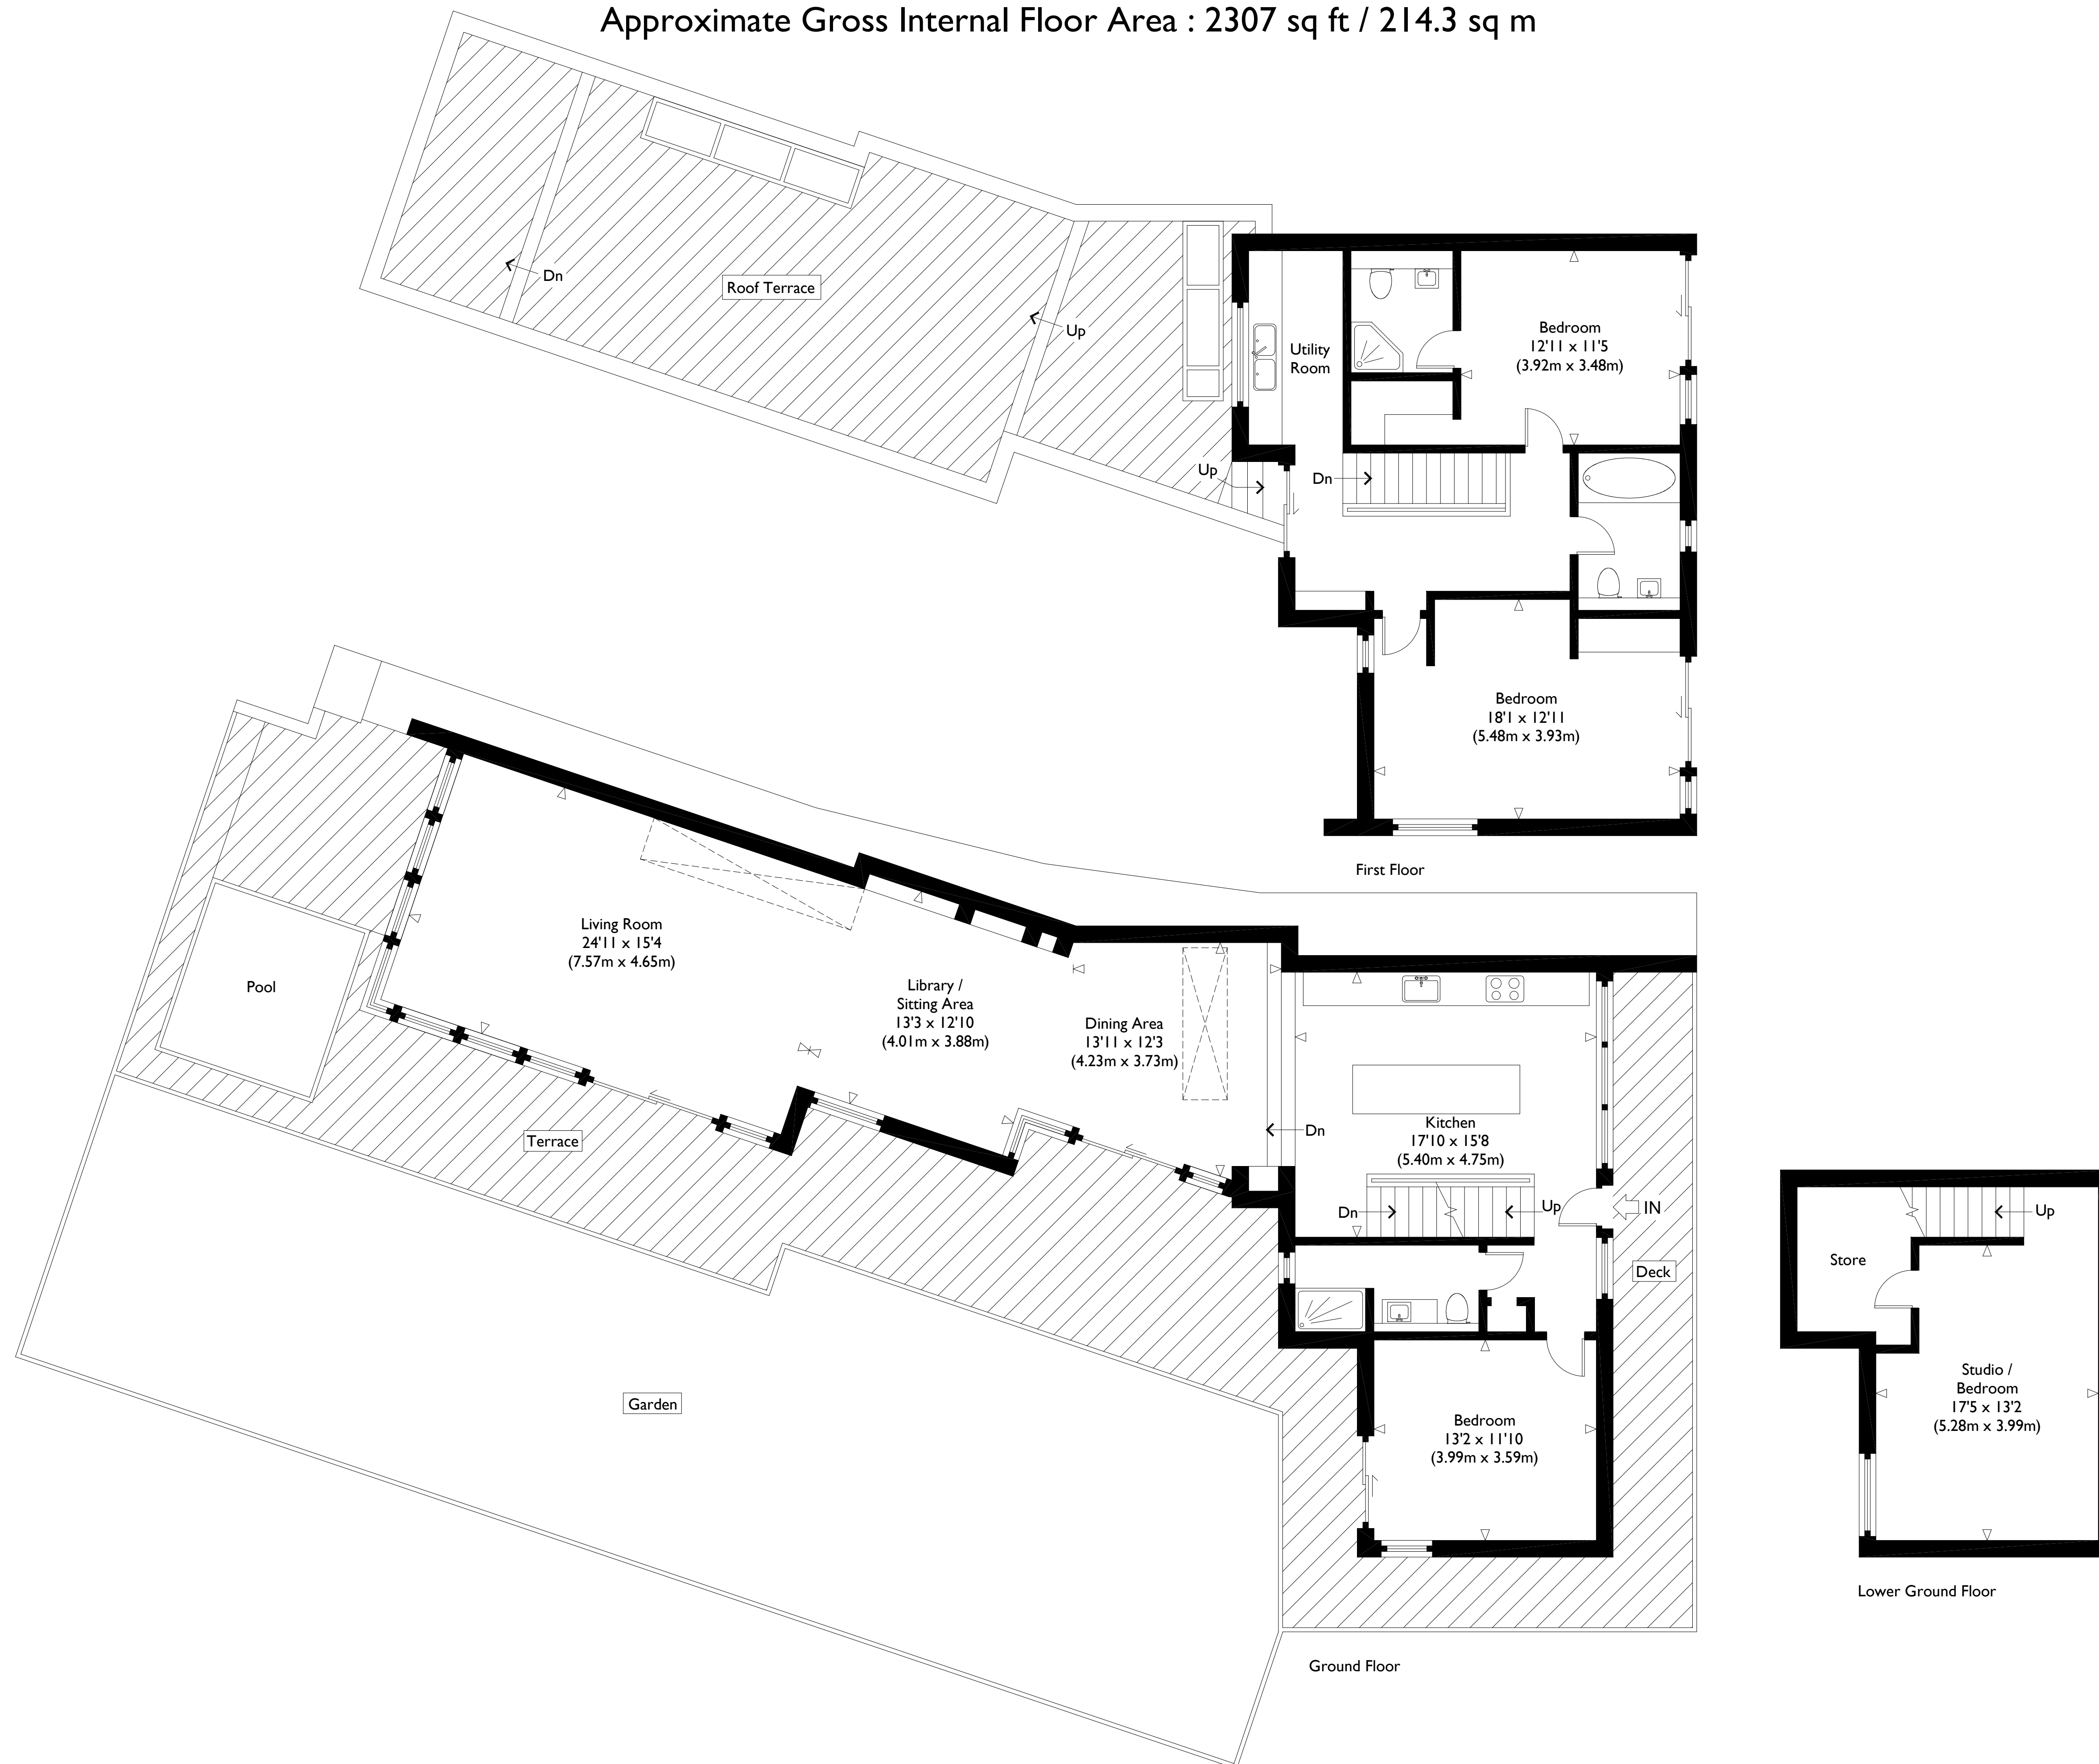 Approximate Gross Internal Floor Area : 2307 sq ft / 214.3 sq m
Dn
Roof Terrace
Up
Utility
Room
Bedroom
12'11 x 11'5
(3.92m x 3.48m)
Up
Dn
Bedroom
18'1 x 12'11
(5.48m x 3.93m)
First Floor
Living Room
24'11 x 15'4
(7.57m x 4.65m)
Pool
Library /
Sitting Area
13'3 x 12'10
(4.01m x 3.88m)
Dining Area
13'11 x 12'3
(4.23m x 3.73m)
Dn
Kitchen
17'10 x 15'8
(5.40m x 4.75m)
Terrace
Dn
Up
IN
Deck
Garden
Bedroom
13'2 x 11'10
(3.99m x 3.59m)
Ground Floor
Up
Store
Studio /
Bedroom
17'5 x 13'2
(5.28m x 3.99m)
Lower Ground Floor